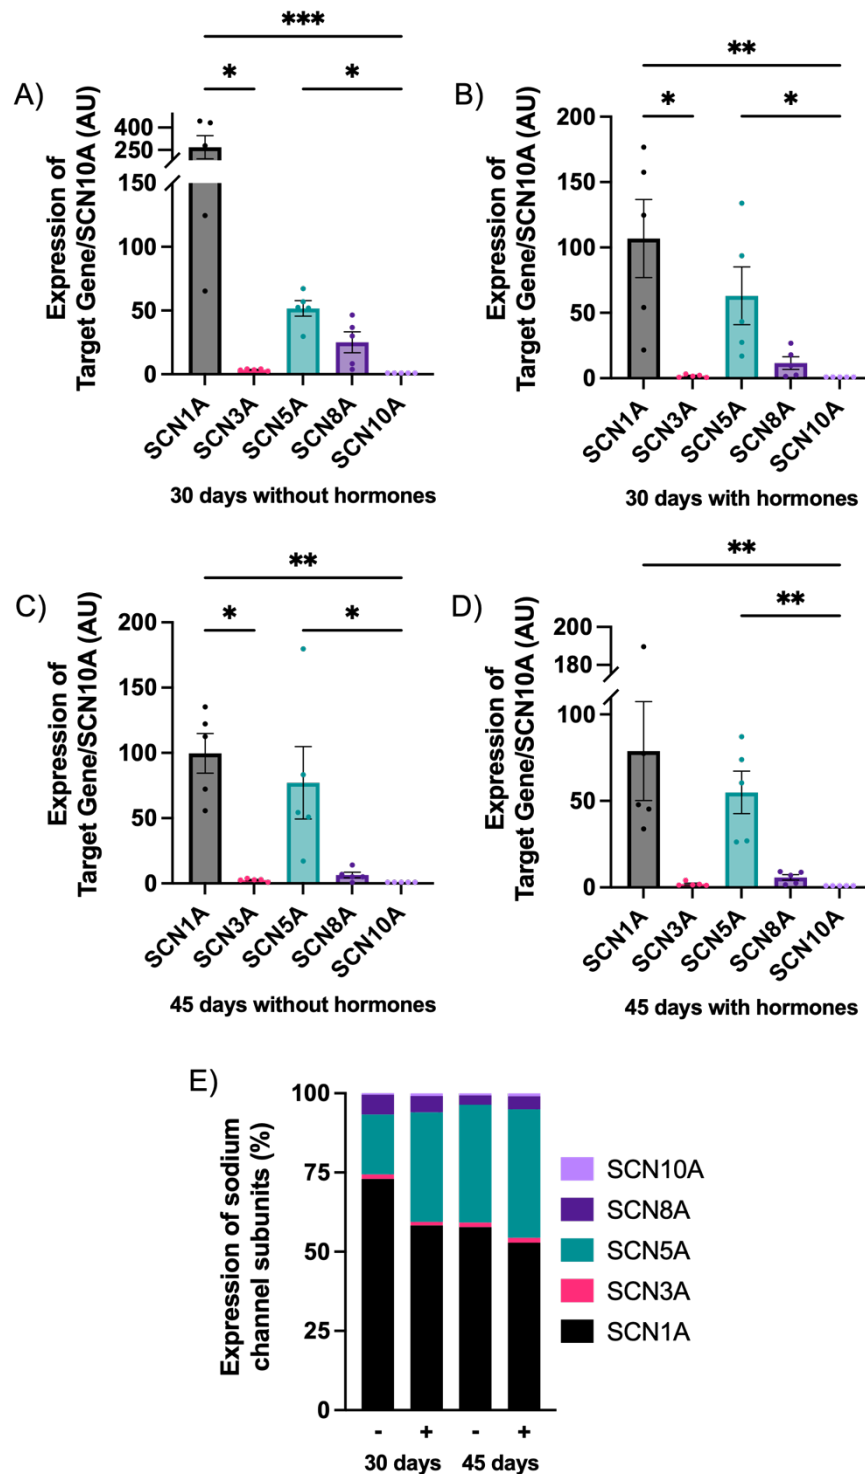 A)
Expression of
Target Gene/SCN10A (AU)
400
250
150
100
50
0
***
*
*
SCN1A
SCN3A
SCN5A
SCN8A
SCN10A
30 days without hormones
B)
Expression of
Target Gene/SCN10A (AU)
200
150
100
50
0
**
*
*
SCN1A
SCN3A
SCN5A
SCN8A
SCN10A
30 days with hormones
C)
Expression of
Target Gene/SCN10A (AU)
200
150
100
50
0
**
*
*
SCN1A
SCN3A
SCN5A
SCN8A
SCN10A
45 days without hormones
D)
Expression of
Target Gene/SCN10A (AU)
200
180
100
50
0
**
**
SCN1A
SCN3A
SCN5A
SCN8A
SCN10A
45 days with hormones
E)
Expression of sodium
channel subunits (%)
100
75
50
25
0
- + - +
30 days 45 days
SCN10A
SCN8A
SCN5A
SCN3A
SCN1A